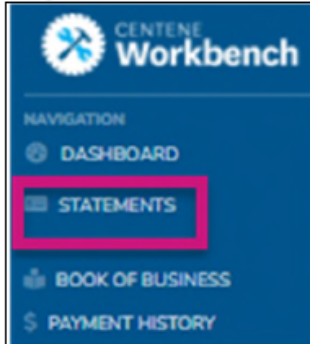 CENTENE
Workbench
NAVIGATION
DASHBOARD
STATEMENTS
BOOK OF BUSINESS
$ PAYMENT HISTORY